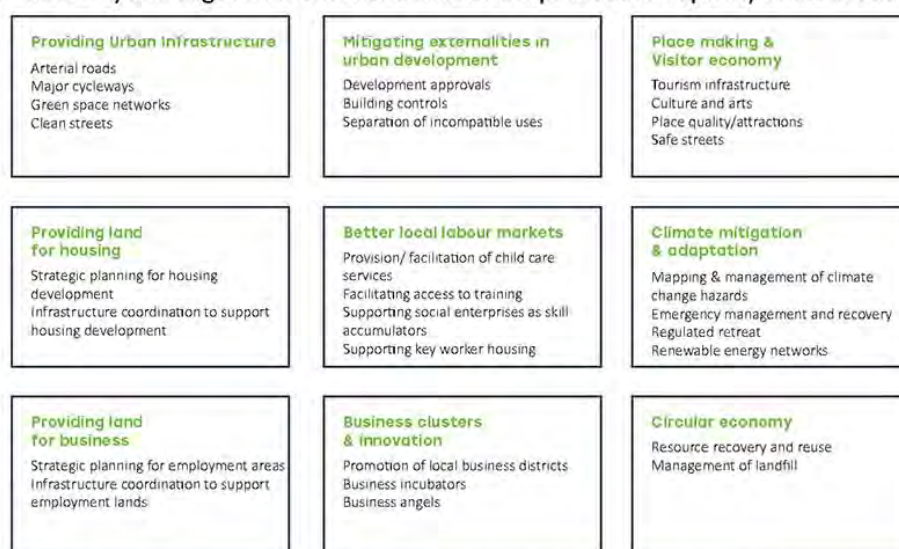 Providing Urban Infrastructure
Arterial roads
Major cycleways
Green space networks
Clean streets
Mitigating externalities in
urban development
Development approvals
Building controls
Separation of incompatible uses
Place making &
Visitor economy
Tourism infrastructure
Culture and arts
Place quality/attractions
Safe streets
Providing land
for housing
Strategic planning for housing
development
Infrastructure coordination to support
housing development
Better local labour markets
Provision/ facilitation of child care
services
Facilitating access to training
Supporting social enterprises as skill
accumulators
Supporting key worker housing
Climate mitigation
& adaptation
Mapping & management of climate
change hazards
Emergency management and recovery
Regulated retreat
Renewable energy networks
Providing land
for business
Strategic planning for employment areas
Infrastructure coordination to support
employment lands
Business clusters
& innovation
Promotion of local business districts
Business incubators
Business angels
Circular economy
Resource recovery and reuse
Management of landfill